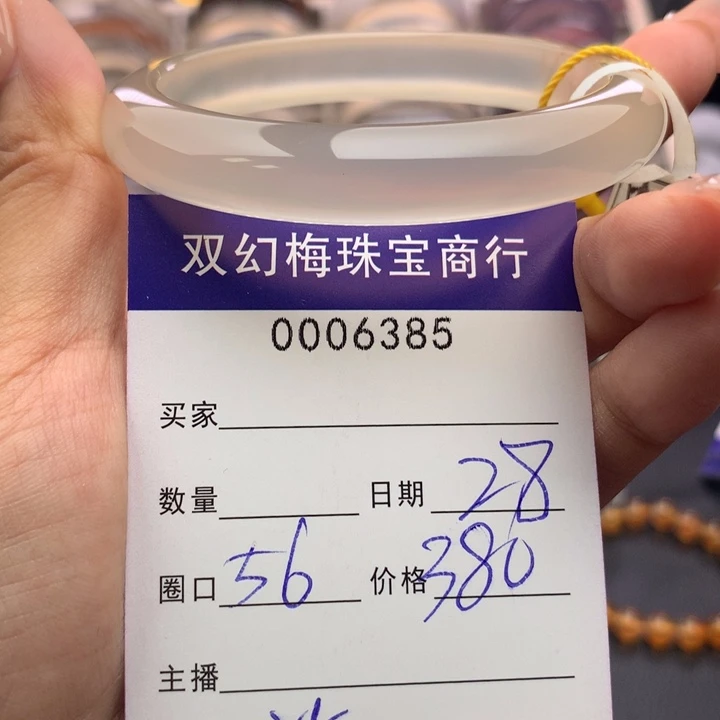 双幻梅珠宝商行
0006385
买家
数量 日期 28
圈口 56 价格 380
主播